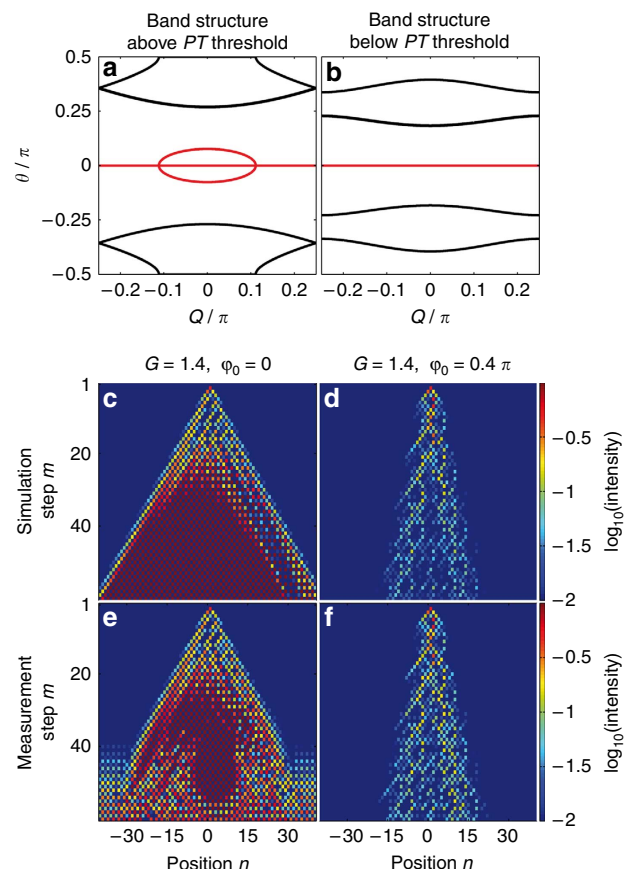 Band structure
above PT threshold
Band structure
below PT threshold
a
b
0.5
0.25
0
−0.25
−0.5
θ / π
−0.2 −0.1 0 0.1 0.2
−0.2 −0.1 0 0.1 0.2
Q / π
Q / π
G = 1.4, φ₀ = 0
G = 1.4, φ₀ = 0.4 π
c
d
1
20
40
Simulation
step m
−0.5
−1
−1.5
−2
log₁₀(intensity)
e
f
1
20
40
Measurement
step m
−0.5
−1
−1.5
−2
log₁₀(intensity)
−30 −15 0 15 30
−30 −15 0 15 30
Position n
Position n